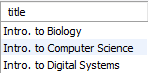 title
Intro. to Biology
Intro. to Computer Science
Intro. to Digital Systems